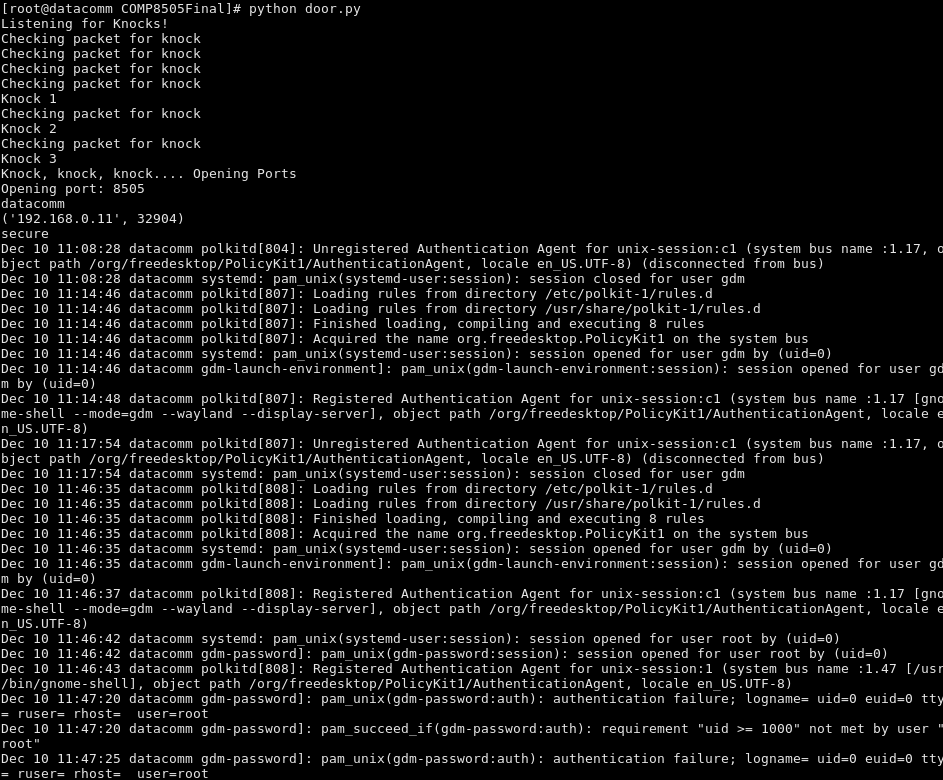 [root@datacomm COMP8505Final]# python door.py
Listening for Knocks!
Checking packet for knock
Checking packet for knock
Checking packet for knock
Checking packet for knock
Knock 1
Checking packet for knock
Knock 2
Checking packet for knock
Knock 3
Knock, knock, knock.... Opening Ports
Opening port: 8505
datacomm
('192.168.0.11', 32904)
secure
Dec 10 11:08:28 datacomm polkitd[804]: Unregistered Authentication Agent for unix-session:c1 (system bus name :1.17, o
bject path /org/freedesktop/PolicyKit1/AuthenticationAgent, locale en_US.UTF-8) (disconnected from bus)
Dec 10 11:08:28 datacomm systemd: pam_unix(systemd-user:session): session closed for user gdm
Dec 10 11:14:46 datacomm polkitd[807]: Loading rules from directory /etc/polkit-1/rules.d
Dec 10 11:14:46 datacomm polkitd[807]: Loading rules from directory /usr/share/polkit-1/rules.d
Dec 10 11:14:46 datacomm polkitd[807]: Finished loading, compiling and executing 8 rules
Dec 10 11:14:46 datacomm polkitd[807]: Acquired the name org.freedesktop.PolicyKit1 on the system bus
Dec 10 11:14:46 datacomm systemd: pam_unix(systemd-user:session): session opened for user gdm by (uid=0)
Dec 10 11:14:46 datacomm gdm-launch-environment]: pam_unix(gdm-launch-environment:session): session opened for user gd
m by (uid=0)
Dec 10 11:14:48 datacomm polkitd[807]: Registered Authentication Agent for unix-session:c1 (system bus name :1.17 [gno
me-shell --mode=gdm --wayland --display-server], object path /org/freedesktop/PolicyKit1/AuthenticationAgent, locale e
n_US.UTF-8)
Dec 10 11:17:54 datacomm polkitd[807]: Unregistered Authentication Agent for unix-session:c1 (system bus name :1.17, o
bject path /org/freedesktop/PolicyKit1/AuthenticationAgent, locale en_US.UTF-8) (disconnected from bus)
Dec 10 11:17:54 datacomm systemd: pam_unix(systemd-user:session): session closed for user gdm
Dec 10 11:46:35 datacomm polkitd[808]: Loading rules from directory /etc/polkit-1/rules.d
Dec 10 11:46:35 datacomm polkitd[808]: Loading rules from directory /usr/share/polkit-1/rules.d
Dec 10 11:46:35 datacomm polkitd[808]: Finished loading, compiling and executing 8 rules
Dec 10 11:46:35 datacomm polkitd[808]: Acquired the name org.freedesktop.PolicyKit1 on the system bus
Dec 10 11:46:35 datacomm systemd: pam_unix(systemd-user:session): session opened for user gdm by (uid=0)
Dec 10 11:46:35 datacomm gdm-launch-environment]: pam_unix(gdm-launch-environment:session): session opened for user gd
m by (uid=0)
Dec 10 11:46:37 datacomm polkitd[808]: Registered Authentication Agent for unix-session:c1 (system bus name :1.17 [gno
me-shell --mode=gdm --wayland --display-server], object path /org/freedesktop/PolicyKit1/AuthenticationAgent, locale e
n_US.UTF-8)
Dec 10 11:46:42 datacomm systemd: pam_unix(systemd-user:session): session opened for user root by (uid=0)
Dec 10 11:46:42 datacomm gdm-password]: pam_unix(gdm-password:session): session opened for user root by (uid=0)
Dec 10 11:46:43 datacomm polkitd[808]: Registered Authentication Agent for unix-session:1 (system bus name :1.47 [/usr
/bin/gnome-shell], object path /org/freedesktop/PolicyKit1/AuthenticationAgent, locale en_US.UTF-8)
Dec 10 11:47:20 datacomm gdm-password]: pam_unix(gdm-password:auth): authentication failure; logname= uid=0 euid=0 tty
= ruser= rhost=  user=root
Dec 10 11:47:20 datacomm gdm-password]: pam_succeed_if(gdm-password:auth): requirement "uid >= 1000" not met by user "
root"
Dec 10 11:47:25 datacomm gdm-password]: pam_unix(gdm-password:auth): authentication failure; logname= uid=0 euid=0 tty
= ruser= rhost=  user=root